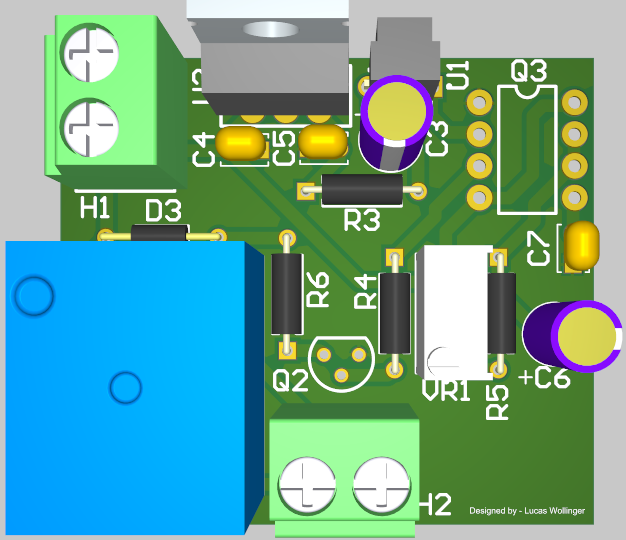 U1
Q3
C4
C5
C3
R3
H1
D3
C7
R6
R4
Q2
VR1
R5
+C6
H2
Designed by - Lucas Wollinger